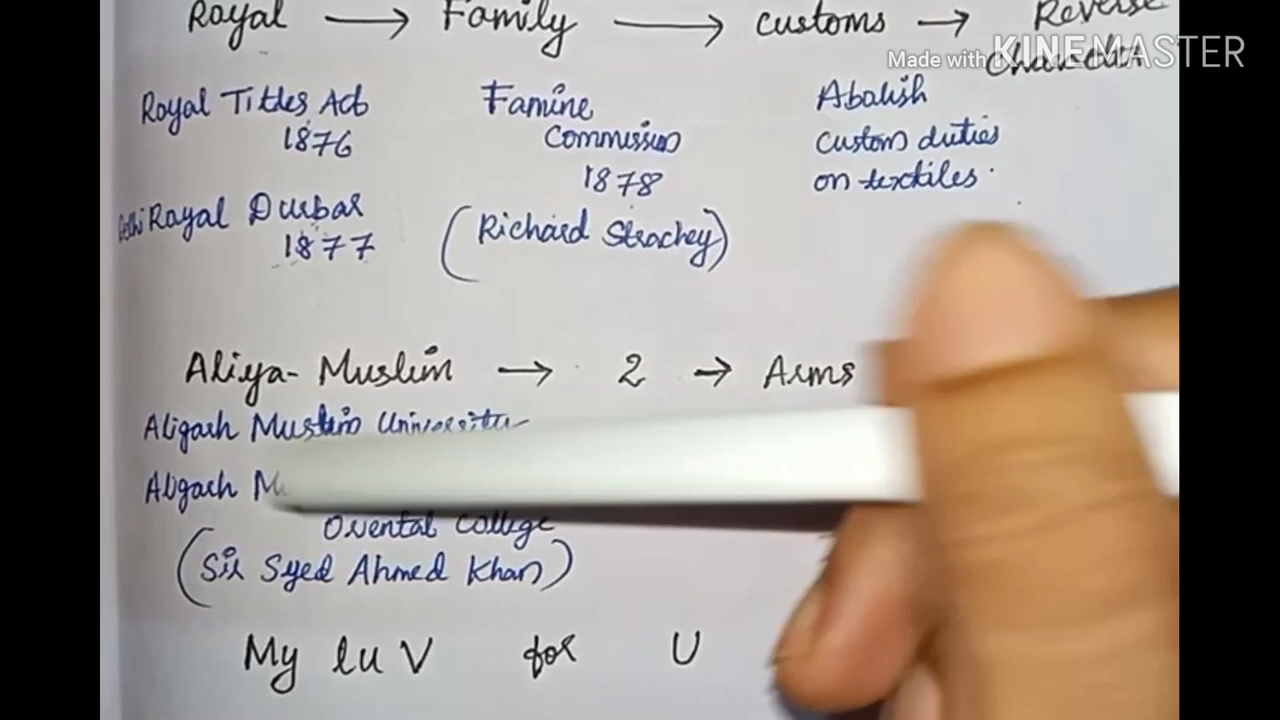 Royal → Family → customs → Reverse
Made with KINEMASTER
Royal Titles Act
1876
Delhi Royal Durbar
1877
Famine
Commission
1878
(Richard Strachey)
Abolish
custom duties
on textiles.
Aliya- Muslim → 2 → Arms
Aligarh Muslim University
Aligarh
Oriental College
(Sir Syed Ahmed Khan)
My luV for U